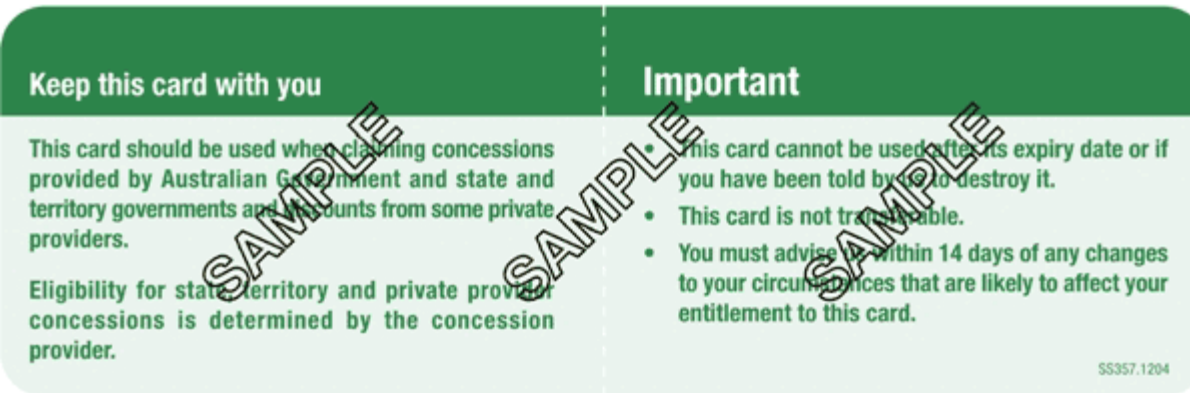 Keep this card with you
This card should be used when claiming concessions
provided by Australian Government and state and
territory governments and discounts from some private
providers.
Eligibility for state, territory and private provider
concessions is determined by the concession
provider.
Important
• This card cannot be used after its expiry date or if
you have been told by us to destroy it.
• This card is not transferable.
• You must advise us within 14 days of any changes
to your circumstances that are likely to affect your
entitlement to this card.
SS357.1204
SAMPLE
SAMPLE
SAMPLE